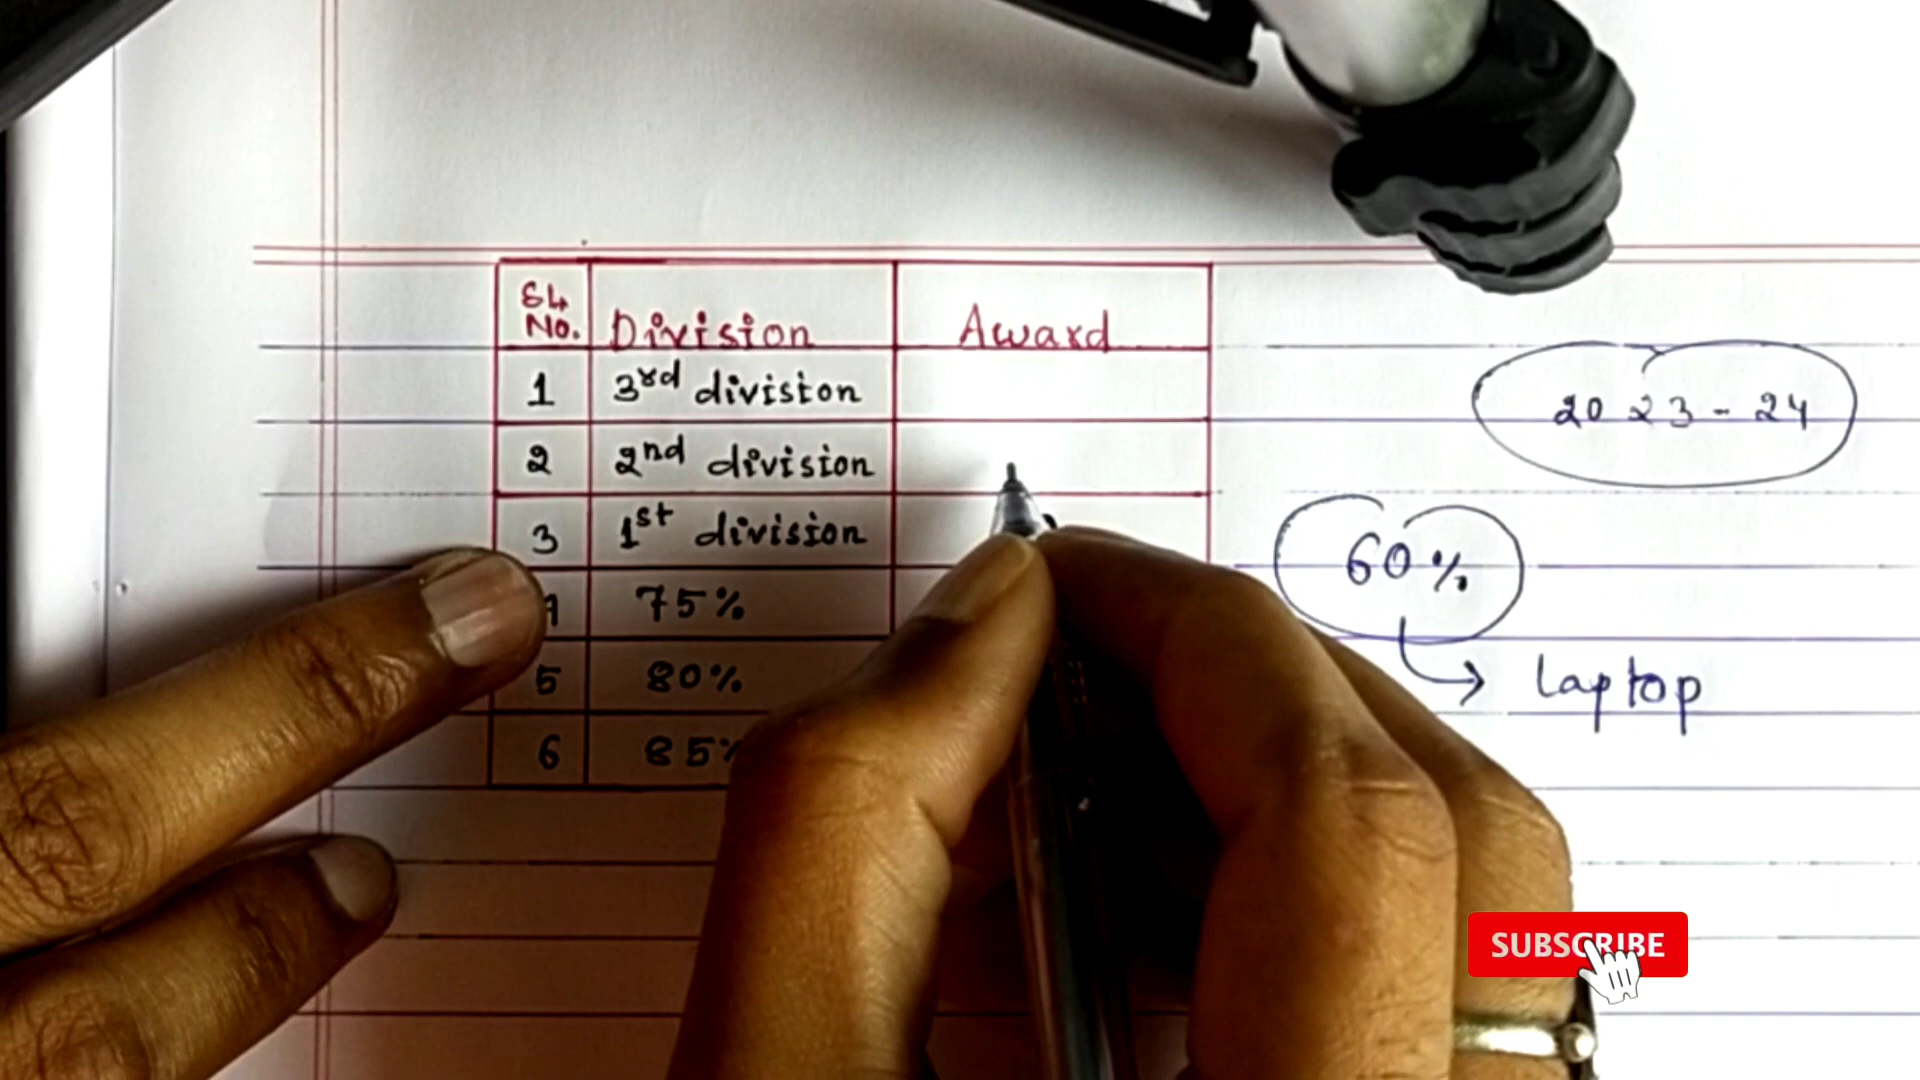 Sl. No. Division Award
1 3rd division
2 2nd division
3 1st division
4 75%
5 80%
6 85%
2023-24
60%
laptop
SUBSCRIBE